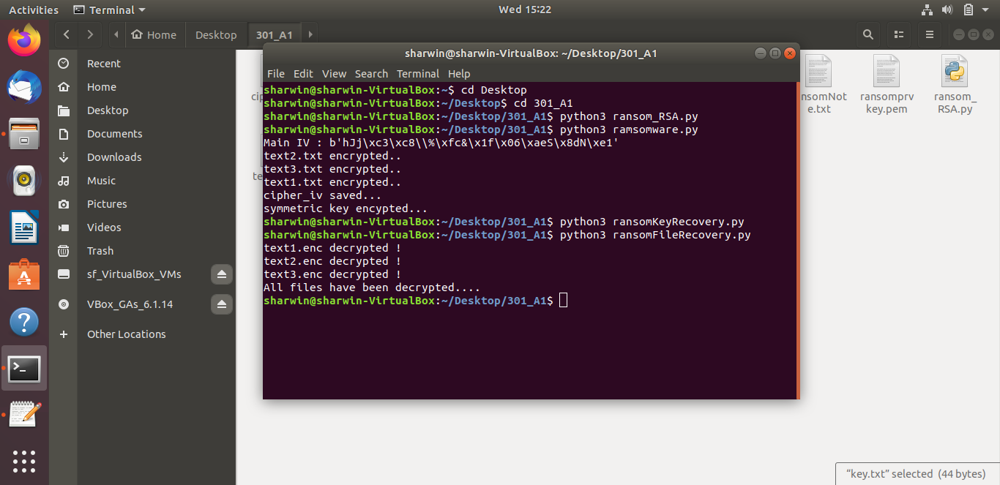 Activities
Terminal
Wed 15:22
Home
Desktop
301_A1
Recent
Home
Desktop
Documents
Downloads
Music
Pictures
Videos
Trash
sf_VirtualBox_VMs
VBox_GAs_6.1.14
Other Locations
sharwin@sharwin-VirtualBox: ~/Desktop/301_A1
File Edit View Search Terminal Help
sharwin@sharwin-VirtualBox:~$ cd Desktop
sharwin@sharwin-VirtualBox:~/Desktop$ cd 301_A1
sharwin@sharwin-VirtualBox:~/Desktop/301_A1$ python3 ransom_RSA.py
sharwin@sharwin-VirtualBox:~/Desktop/301_A1$ python3 ramsomware.py
Main IV : b'hJj\xc3\xc8\\%\xfc&\x1f\x06\xaeS\x8dN\xe1'
text2.txt encrypted..
text3.txt encrypted..
text1.txt encrypted..
cipher_iv saved...
symmetric key encypted...
sharwin@sharwin-VirtualBox:~/Desktop/301_A1$ python3 ransomKeyRecovery.py
sharwin@sharwin-VirtualBox:~/Desktop/301_A1$ python3 ransomFileRecovery.py
text1.enc decrypted !
text2.enc decrypted !
text3.enc decrypted !
All files have been decrypted....
sharwin@sharwin-VirtualBox:~/Desktop/301_A1$
cip
te
nsomNot
e.txt
ransomprv
key.pem
ransom_
RSA.py
“key.txt” selected (44 bytes)